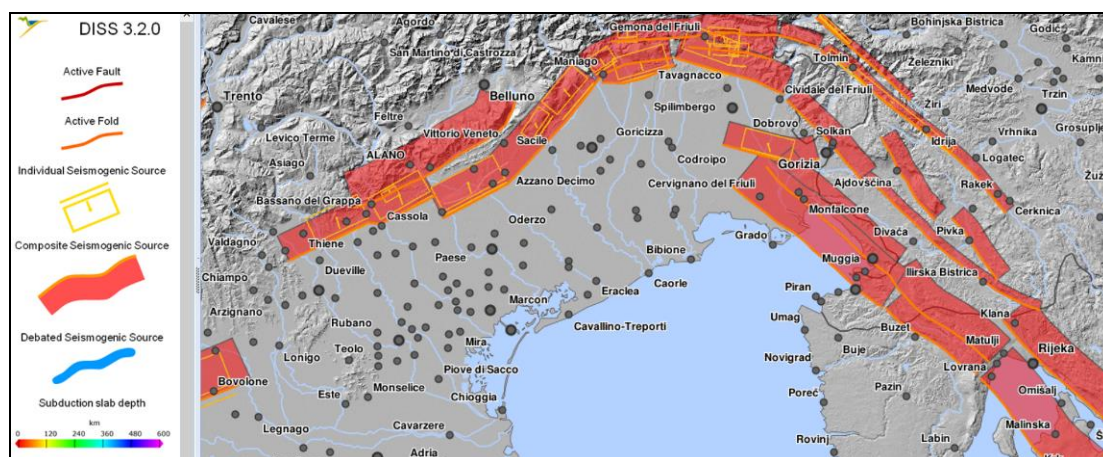 DISS 3.2.0
Active Fault
Active Fold
Individual Seismogenic Source
Composite Seismogenic Source
Debated Seismogenic Source
Subduction slab depth
km
0 120 240 360 480 600
Cavalese
Agordo
Gemona del Friuli
Bohinjska Bistrica
Godič
San Martino di Castrozza
Maniago
Tolmin
Železniki
Kamn
Trento
Belluno
Tavagnacco
Medvode
Trzin
Feltre
Spilimbergo
Cividale del Friuli
Žiri
Levico Terme
Vittorio Veneto
Sacile
Goricizza
Dobrovo
Solkan
Vrhnika
Grosuplje
Asiago
ALANO
Codroipo
Gorizia
Idrija
Logatec
Bassano del Grappa
Azzano Decimo
Cervignano del Friuli
Ajdovščina
Rakek
Cassola
Oderzo
Monfalcone
Cerknica
Valdagno
Thiene
Bibione
Grado
Divača
Pivka
Chiampo
Dueville
Paese
Muggia
Ilirska Bistrica
Arzignano
Marcon
Eraclea
Caorle
Piran
Rubano
Cavallino-Treporti
Umag
Buzet
Klana
Lonigo
Teolo
Mira
Buje
Matulji
Rijeka
Bovolone
Piove di Sacco
Novigrad
Lovrana
Este
Monselice
Pazin
Omišalj
Chioggia
Poreč
Legnago
Cavarzere
Malinska
Adria
Rovinj
Labin